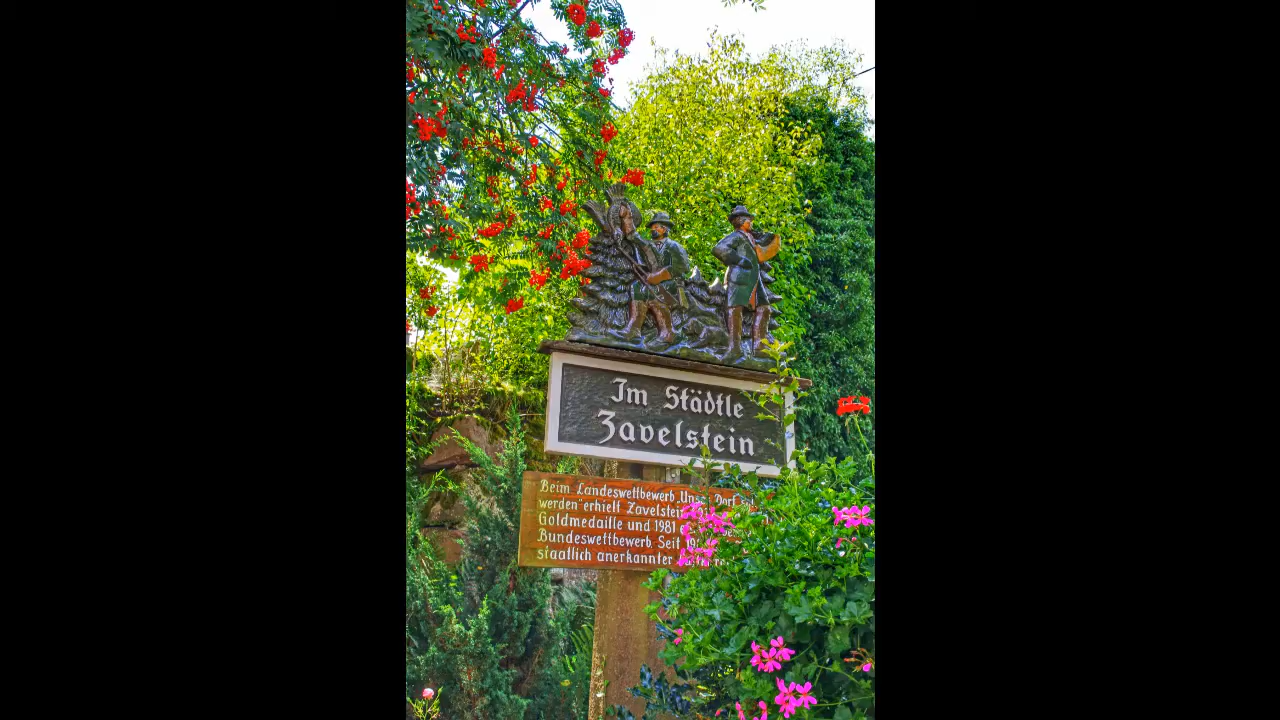 Im Städtle
Zavelstein
Beim Landeswettbewerb „Unser Dorf
werden" erhielt Zavelstein
Goldmedaille und 1981
Bundeswettbewerb. Seit
staatlich anerkannter